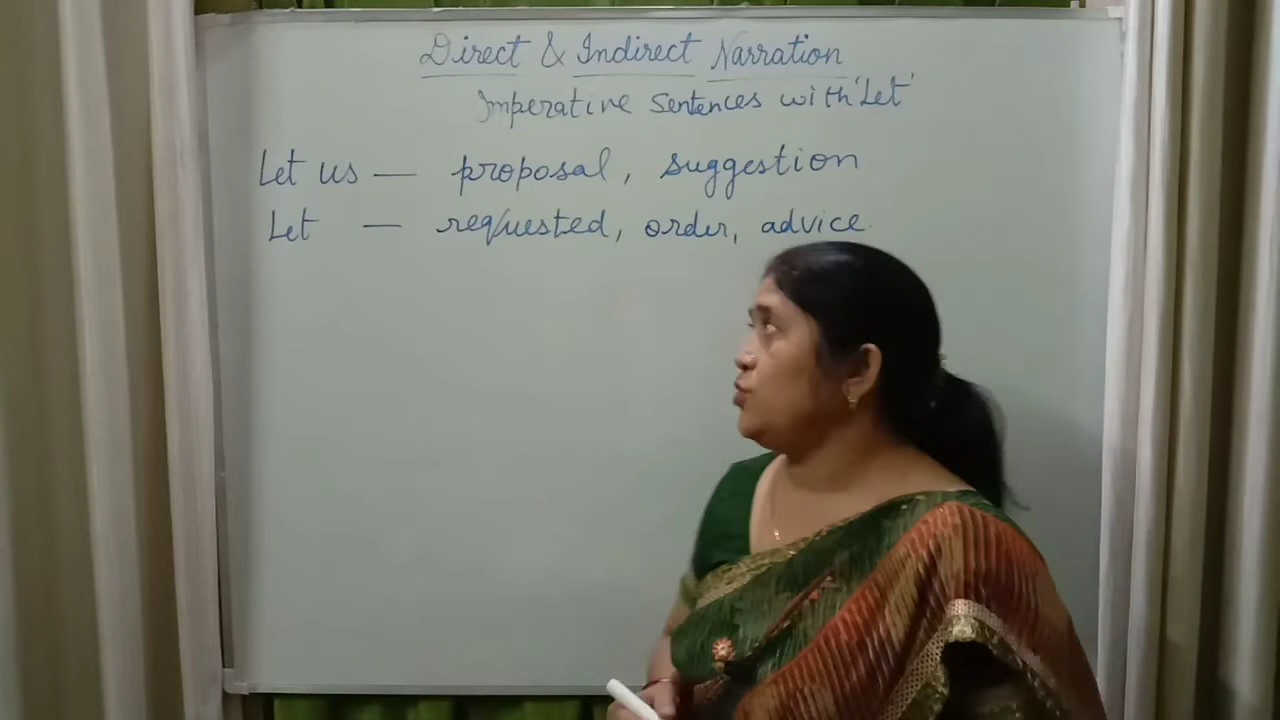 Direct & Indirect Narration
Imperative Sentences with 'Let'
Let us — proposal, suggestion
Let — requested, order, advice